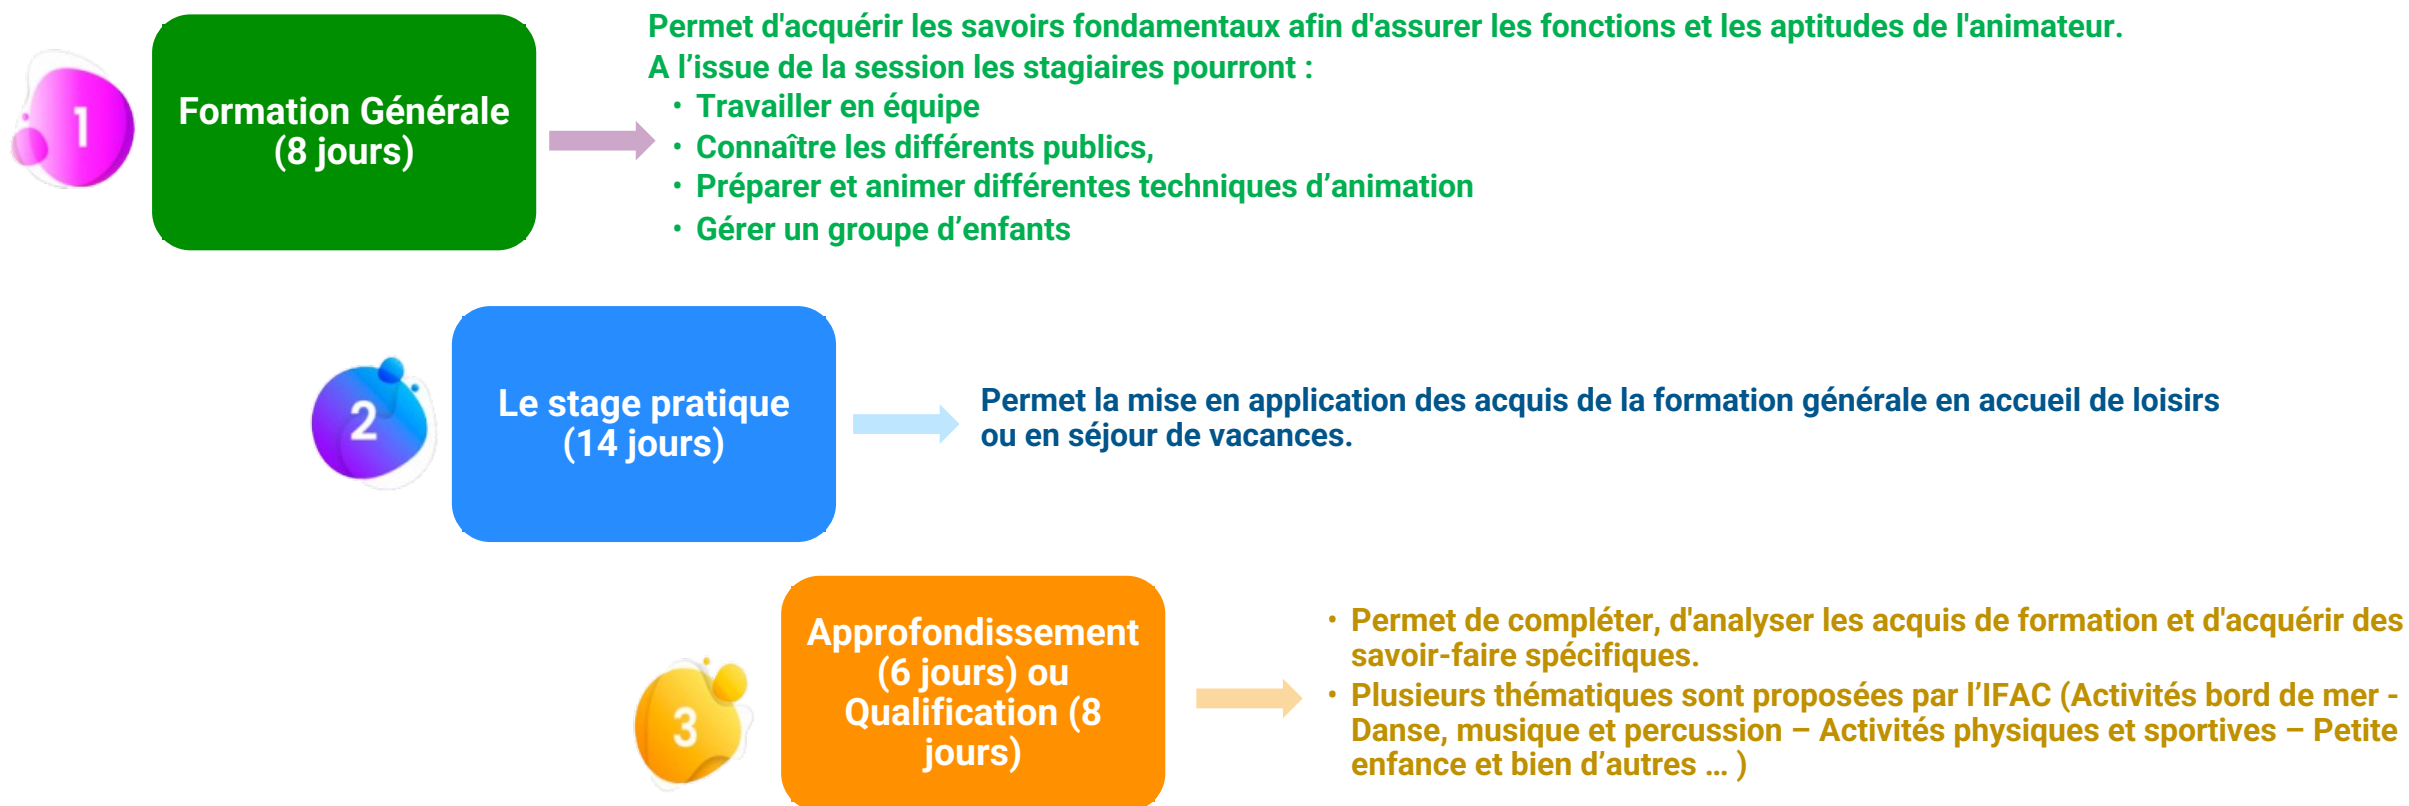 1
Formation Générale
(8 jours)
Permet d'acquérir les savoirs fondamentaux afin d'assurer les fonctions et les aptitudes de l'animateur.
A l’issue de la session les stagiaires pourront :
• Travailler en équipe
• Connaître les différents publics,
• Préparer et animer différentes techniques d’animation
• Gérer un groupe d’enfants
2
Le stage pratique
(14 jours)
Permet la mise en application des acquis de la formation générale en accueil de loisirs
ou en séjour de vacances.
3
Approfondissement
(6 jours) ou
Qualification (8
jours)
• Permet de compléter, d'analyser les acquis de formation et d'acquérir des
savoir-faire spécifiques.
• Plusieurs thématiques sont proposées par l’IFAC (Activités bord de mer -
Danse, musique et percussion – Activités physiques et sportives – Petite
enfance et bien d’autres … )